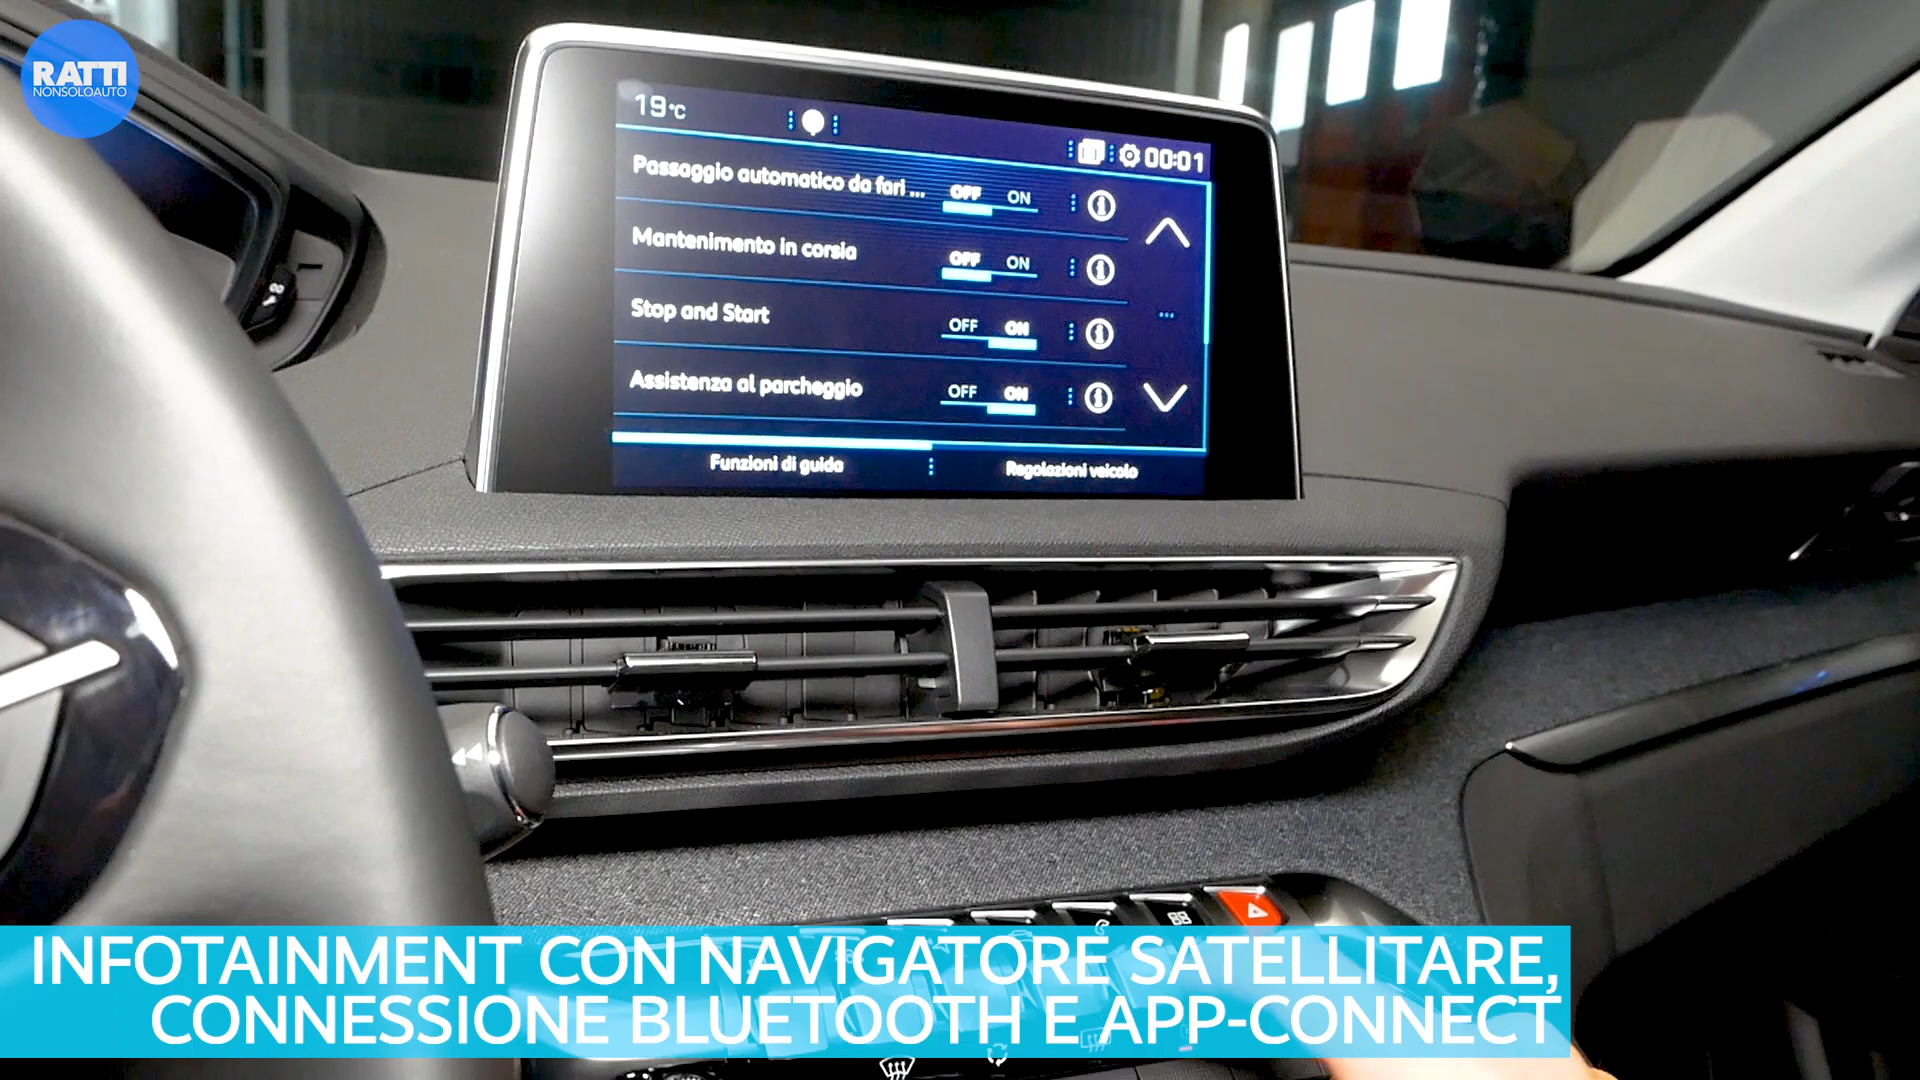 RATTI
NONSOLOAUTO
19°C
00:01
Passaggio automatico da fari ...
OFF ON
Mantenimento in corsia
OFF ON
Stop and Start
OFF ON
Assistenza al parcheggio
OFF ON
Funzioni di guida
Regolazioni veicolo
INFOTAINMENT CON NAVIGATORE SATELLITARE,
CONNESSIONE BLUETOOTH E APP-CONNECT